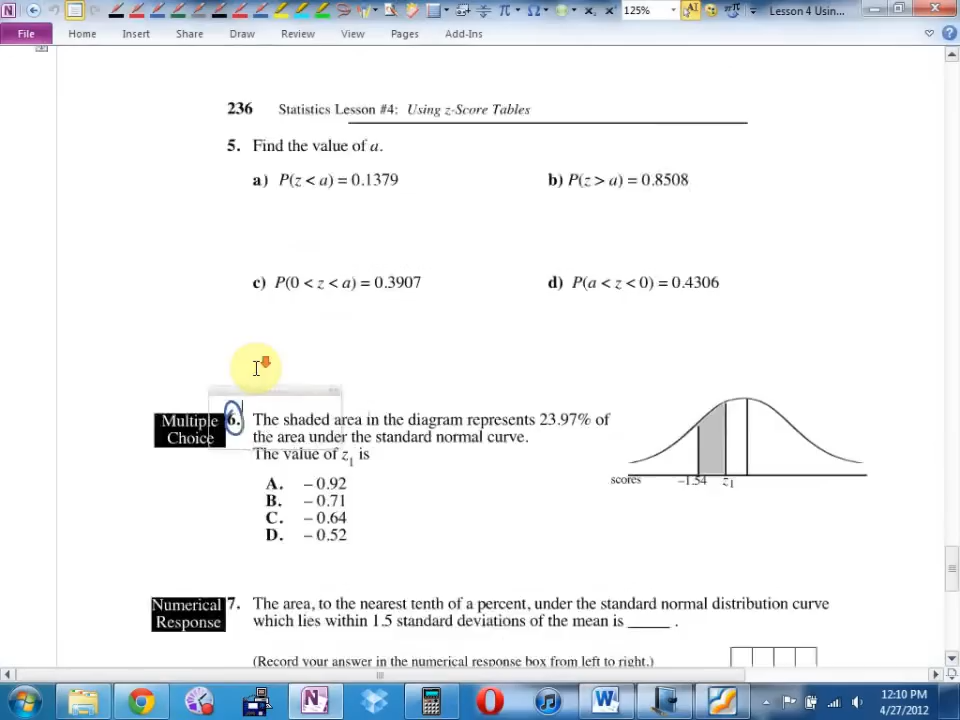 125%
Lesson 4 Usin...
File Home Insert Share Draw Review View Pages Add-Ins
236 Statistics Lesson #4: Using z-Score Tables
5. Find the value of a.
a) P(z < a) = 0.1379
b) P(z > a) = 0.8508
c) P(0 < z < a) = 0.3907
d) P(a < z < 0) = 0.4306
Multiple Choice
6. The shaded area in the diagram represents 23.97% of
the area under the standard normal curve.
The value of z1 is
A. – 0.92
B. – 0.71
C. – 0.64
D. – 0.52
scores –1.54 z1
Numerical Response
7. The area, to the nearest tenth of a percent, under the standard normal distribution curve
which lies within 1.5 standard deviations of the mean is _____ .
(Record your answer in the numerical response box from left to right.)
12:10 PM
4/27/2012